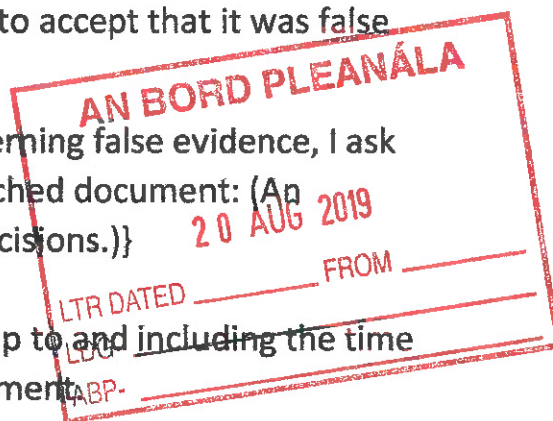 to accept that it was false
AN BORD PLEANÁLA
erning false evidence, I ask
ched document: (An
cisions.)}
20 AUG 2019
LTR DATED FROM
p to and including the time
LDG-
ment.
ABP-